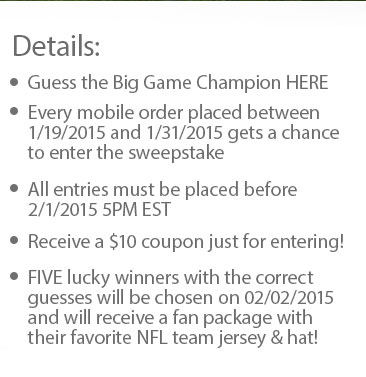 Details:
• Guess the Big Game Champion HERE
• Every mobile order placed between
1/19/2015 and 1/31/2015 gets a chance
to enter the sweepstake
• All entries must be placed before
2/1/2015 5PM EST
• Receive a $10 coupon just for entering!
• FIVE lucky winners with the correct
guesses will be chosen on 02/02/2015
and will receive a fan package with
their favorite NFL team jersey & hat!